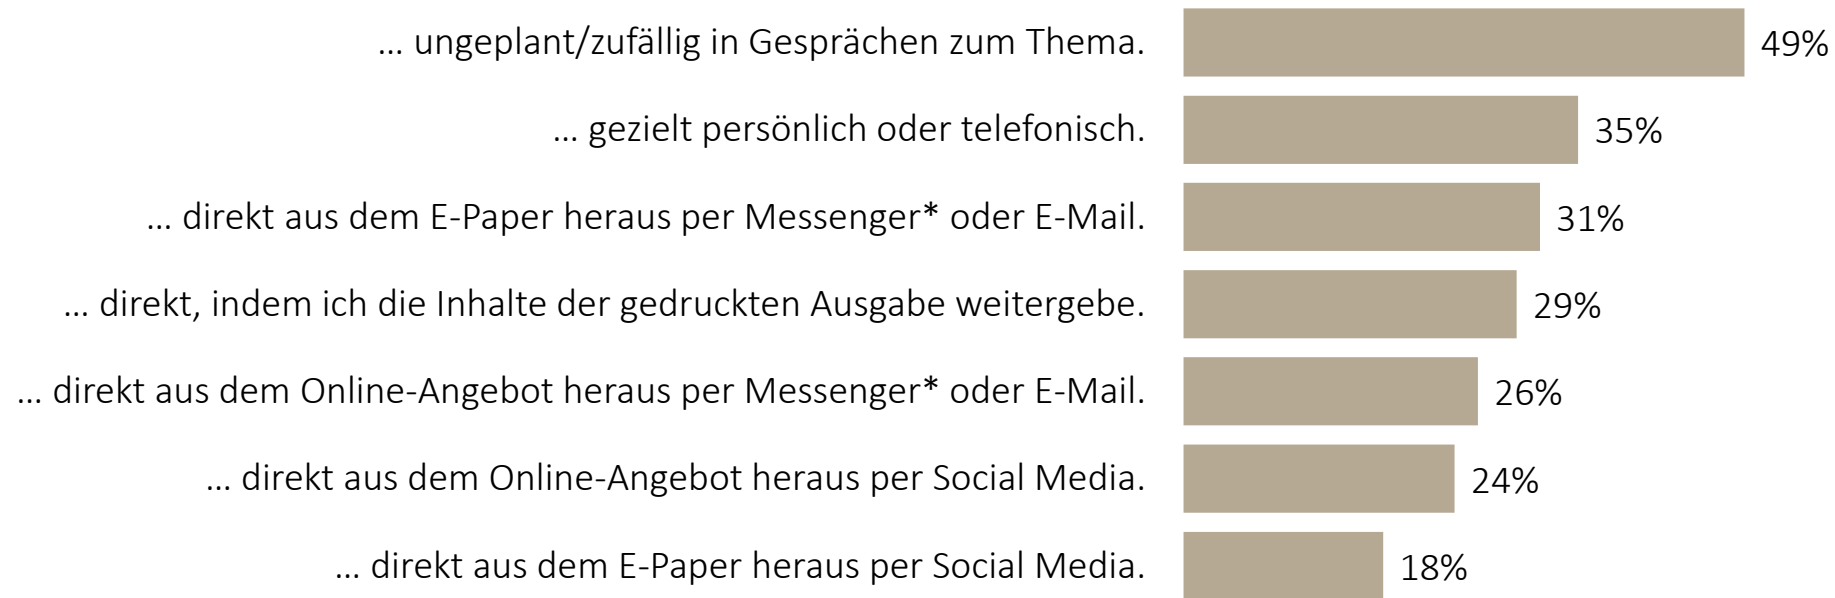 ... ungeplant/zufällig in Gesprächen zum Thema. 49%
... gezielt persönlich oder telefonisch. 35%
... direkt aus dem E-Paper heraus per Messenger* oder E-Mail. 31%
... direkt, indem ich die Inhalte der gedruckten Ausgabe weitergebe. 29%
... direkt aus dem Online-Angebot heraus per Messenger* oder E-Mail. 26%
... direkt aus dem Online-Angebot heraus per Social Media. 24%
... direkt aus dem E-Paper heraus per Social Media. 18%